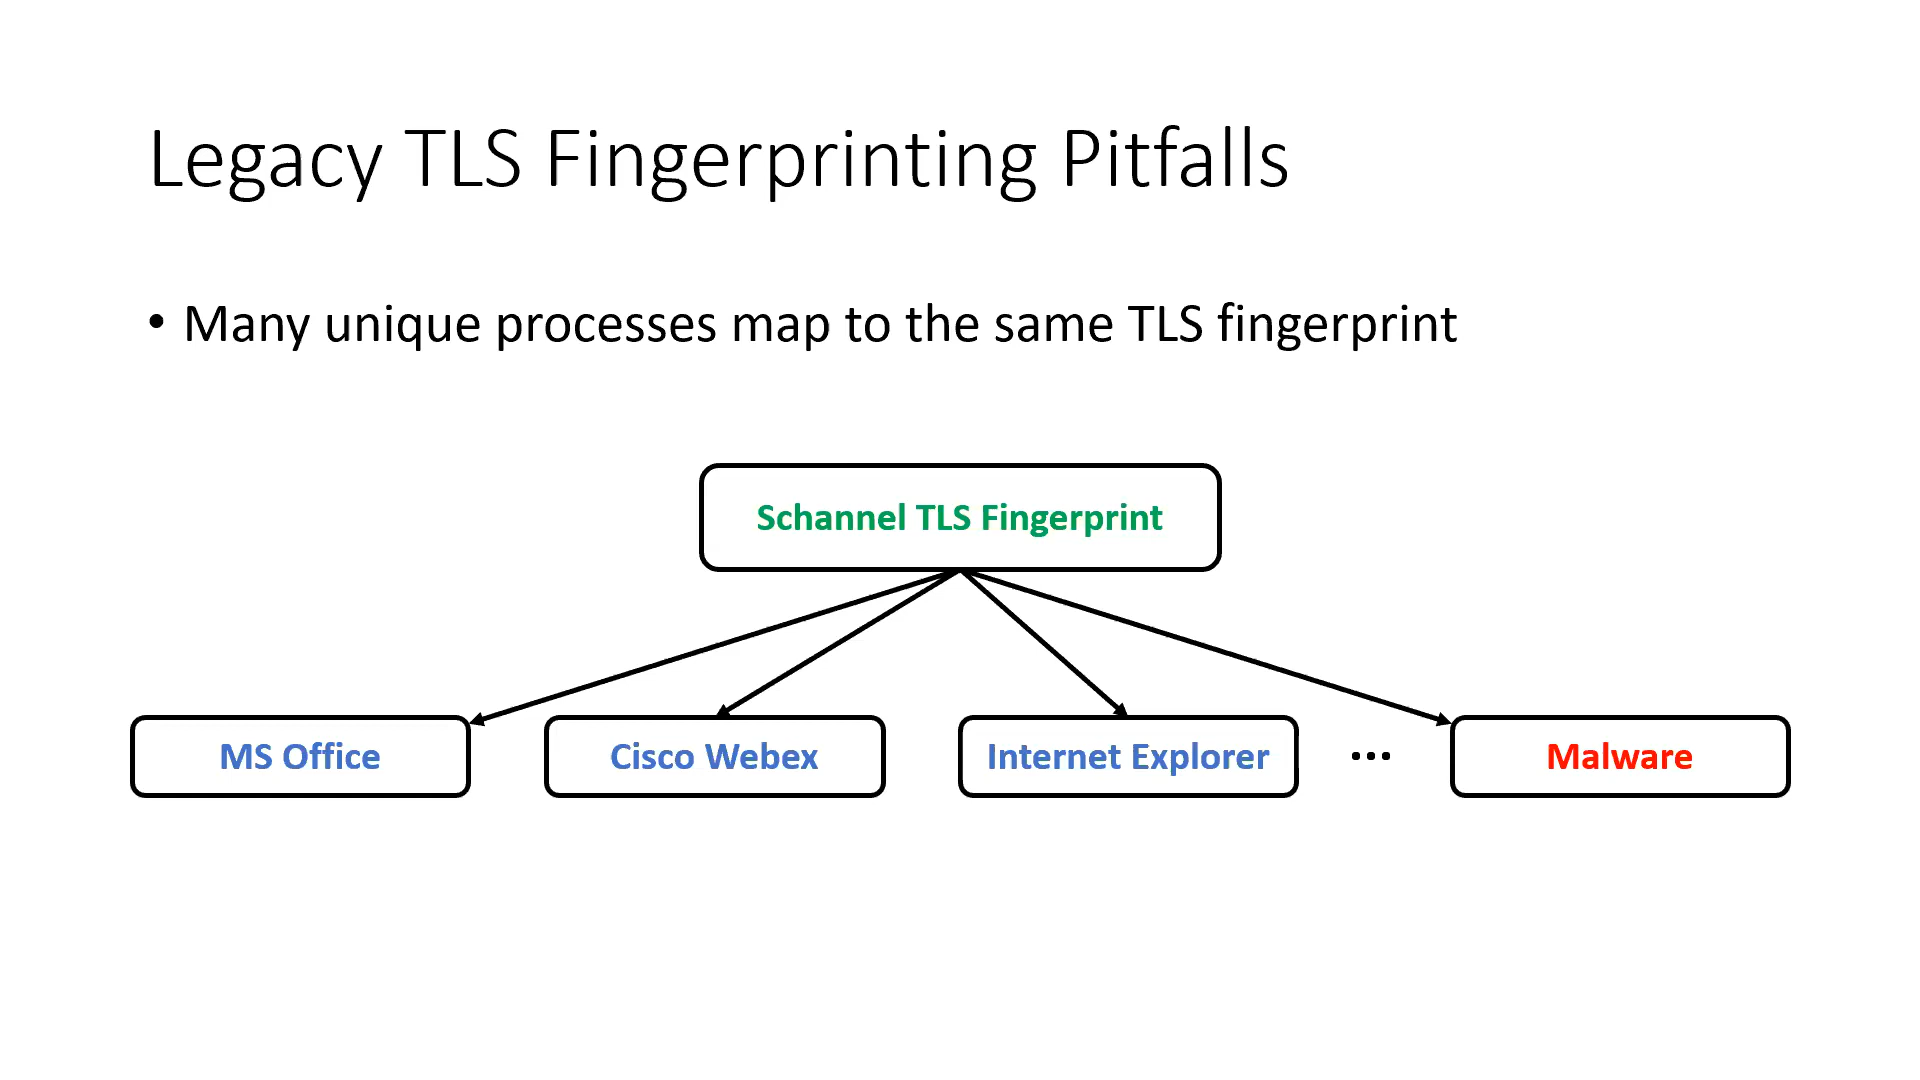 Legacy TLS Fingerprinting Pitfalls
• Many unique processes map to the same TLS fingerprint
Schannel TLS Fingerprint
MS Office
Cisco Webex
Internet Explorer
...
Malware